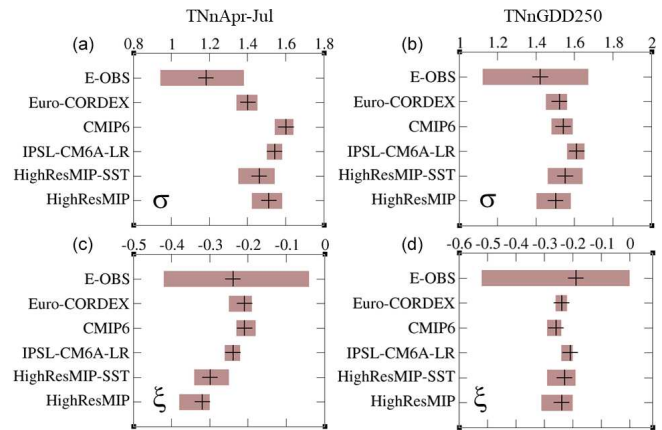 TNnApr-Jul TNnGDD250
(a) (b)
0.8 1 1.2 1.4 1.6 1.8 1 1.2 1.4 1.6 1.8 2
E-OBS E-OBS
Euro-CORDEX Euro-CORDEX
CMIP6 CMIP6
IPSL-CM6A-LR IPSL-CM6A-LR
HighResMIP-SST HighResMIP-SST
HighResMIP σ HighResMIP σ
(c) (d)
-0.5 -0.4 -0.3 -0.2 -0.1 0 -0.6 -0.5 -0.4 -0.3 -0.2 -0.1 0
E-OBS E-OBS
Euro-CORDEX Euro-CORDEX
CMIP6 CMIP6
IPSL-CM6A-LR IPSL-CM6A-LR
HighResMIP-SST HighResMIP-SST
HighResMIP ξ HighResMIP ξ